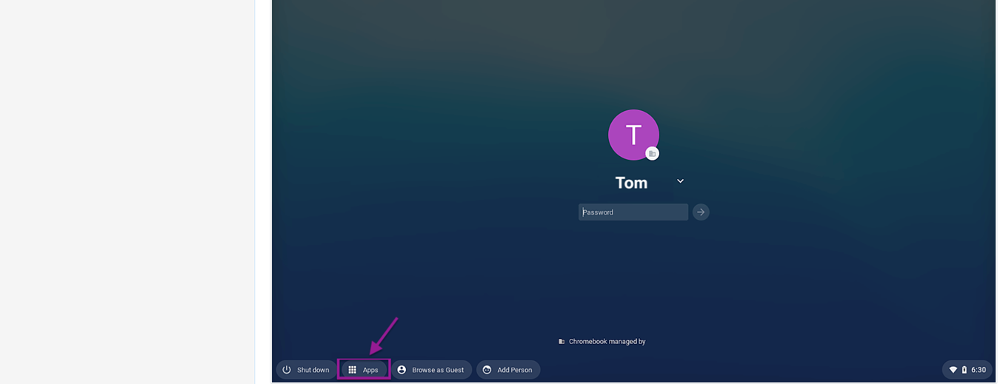 T
Tom
Password
Chromebook managed by
Shut down Apps Browse as Guest Add Person 6:30